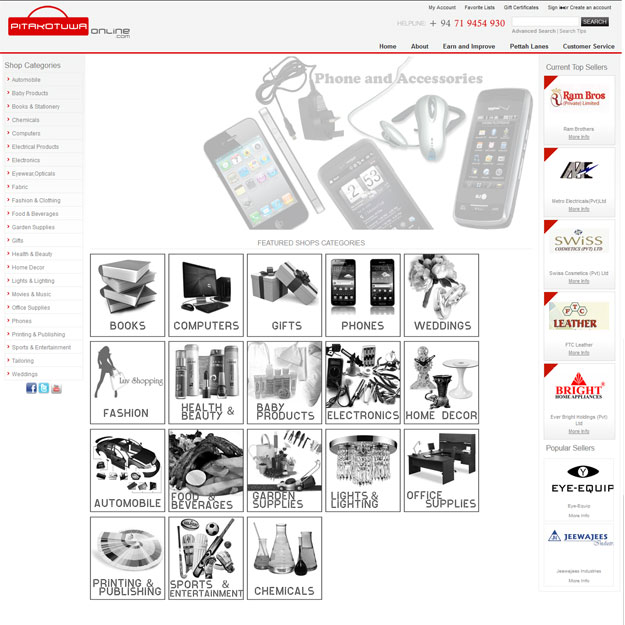 My Account Favorite Lists Gift Certificates Sign in or Create an account
PITAKOTUWA ONLINE
.com
HELPLINE: + 94 71 9454 930 SEARCH
Advanced Search | Search Tips
Home About Earn and Improve Pettah Lanes Customer Service
Shop Categories
Automobile
Baby Products
Books & Stationery
Chemicals
Computers
Electrical Products
Electronics
Eyewear,Opticals
Fabric
Fashion & Clothing
Food & Beverages
Garden Supplies
Gifts
Health & Beauty
Home Decor
Lights & Lighting
Movies & Music
Office Supplies
Phones
Printing & Publishing
Sports & Entertainment
Tailoring
Weddings
Phone and Accessories
2:53
FEATURED SHOPS CATEGORIES
BOOKS
COMPUTERS
GIFTS
PHONES
WEDDINGS
Luv Shopping
FASHION
HEALTH &
BEAUTY
BABY
PRODUCTS
ELECTRONICS
HOME DECOR
AUTOMOBILE
FOOD &
BEVERAGES
GARDEN
SUPPLIES
LIGHTS &
LIGHTING
OFFICE
SUPPLIES
PRINTING &
PUBLISHING
SPORTS &
ENTERTAINMENT
CHEMICALS
Current Top Sellers
Ram Bros
(Private) Limited
Ram Brothers
More Info
Metro Electricals(Pvt)Ltd
More Info
SWISS
COSMETICS (PVT) LTD
Swiss Cosmetics (Pvt) Ltd
More Info
FTC
LEATHER
FTC Leather
More Info
BRIGHT
HOME APPLIANCES
Ever Bright Holdings (Pvt)
Ltd
More Info
Popular Sellers
EYE-EQUIP
More Info
JEEWAJEES
Jeewajees Industries
More Info